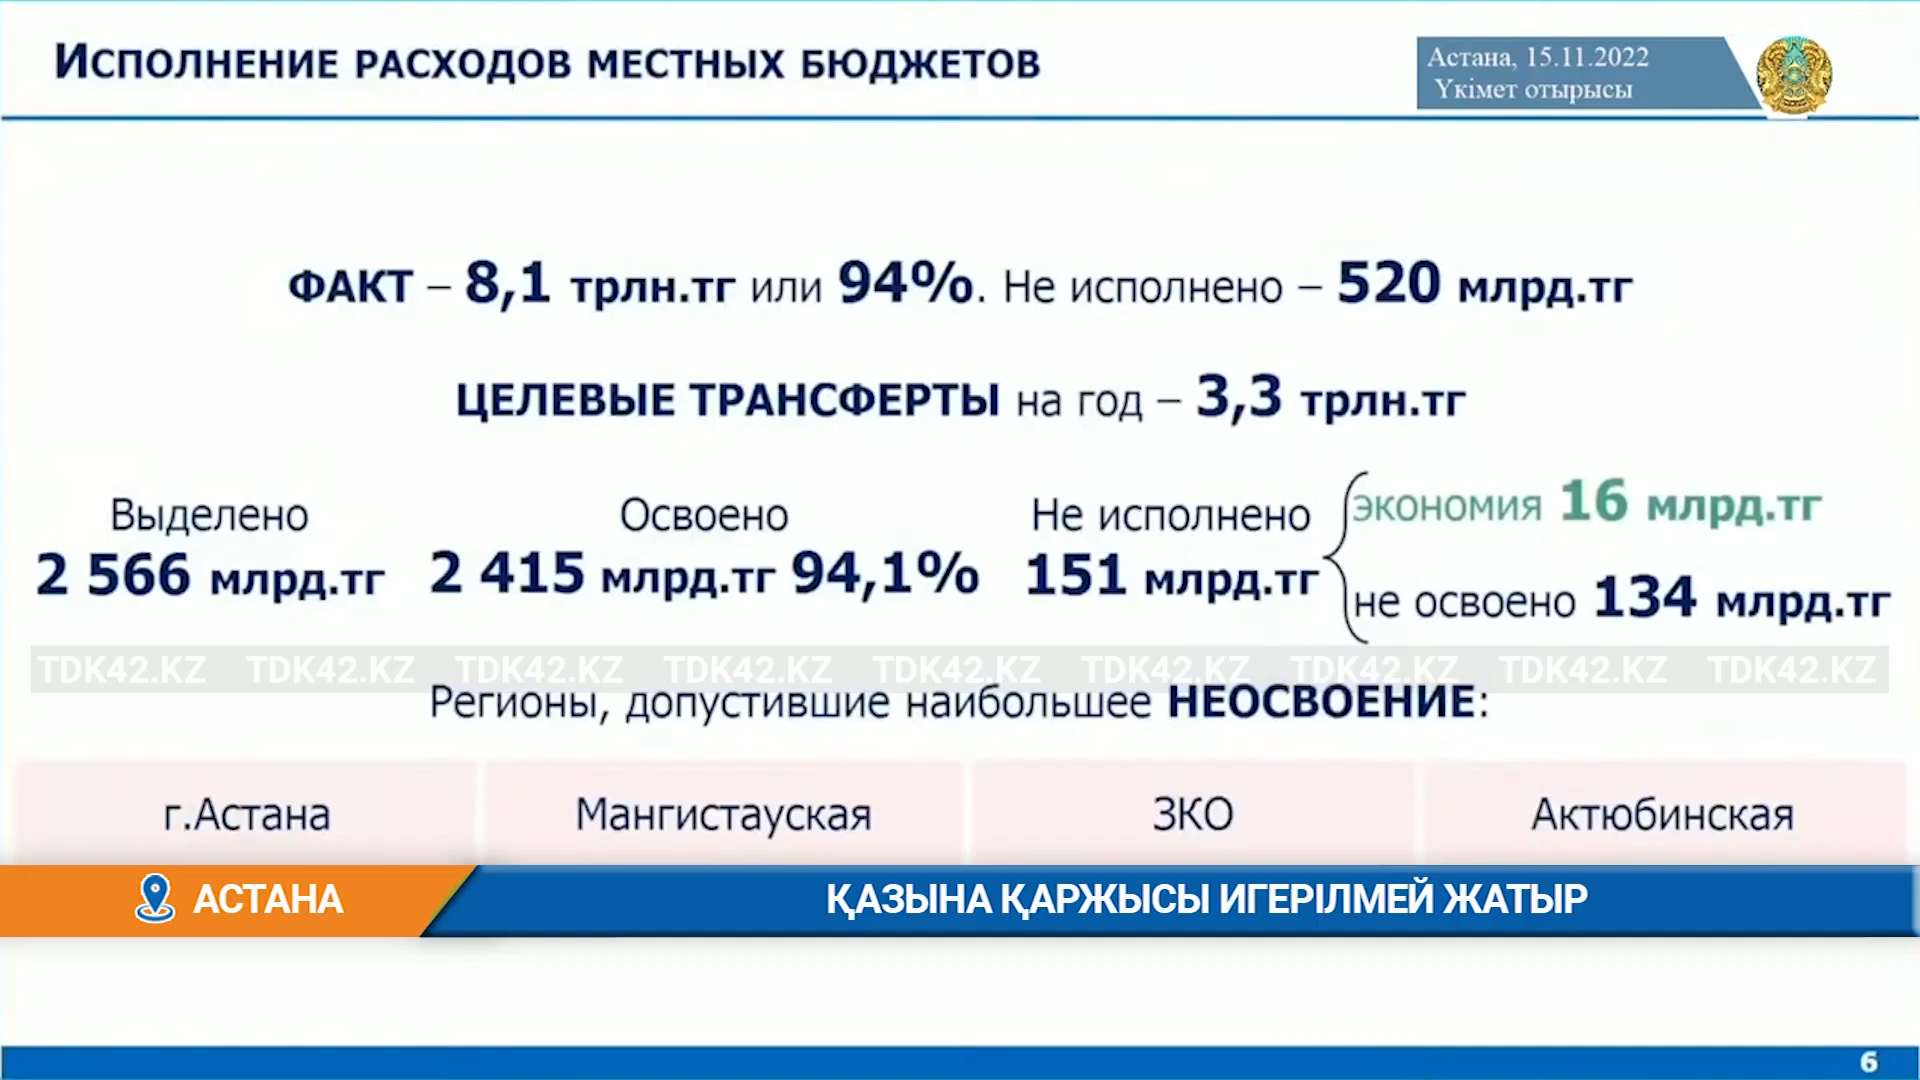 ИСПОЛНЕНИЕ РАСХОДОВ МЕСТНЫХ БЮДЖЕТОВ
Астана, 15.11.2022
Үкімет отырысы
ФАКТ – 8,1 трлн.тг или 94%. Не исполнено – 520 млрд.тг
ЦЕЛЕВЫЕ ТРАНСФЕРТЫ на год – 3,3 трлн.тг
Выделено
2 566 млрд.тг
Освоено
2 415 млрд.тг 94,1%
Не исполнено
151 млрд.тг
экономия 16 млрд.тг
не освоено 134 млрд.тг
TDK42.KZ TDK42.KZ TDK42.KZ TDK42.KZ TDK42.KZ TDK42.KZ TDK42.KZ TDK42.KZ TDK42.KZ
Регионы, допустившие наибольшее НЕОСВОЕНИЕ:
г.Астана Мангистауская ЗКО Актюбинская
АСТАНА
ҚАЗЫНА ҚАРЖЫСЫ ИГЕРІЛМЕЙ ЖАТЫР
6